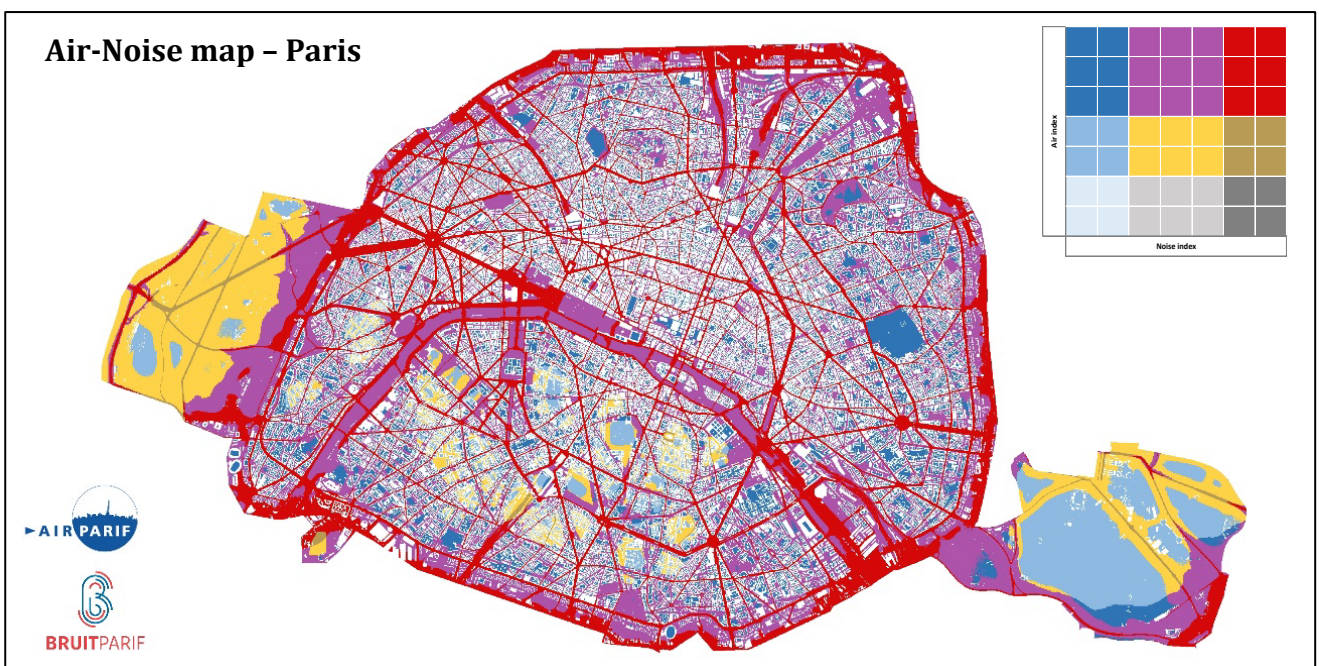 Air-Noise map – Paris
Air index
Noise index
AIRPARIF
BRUITPARIF